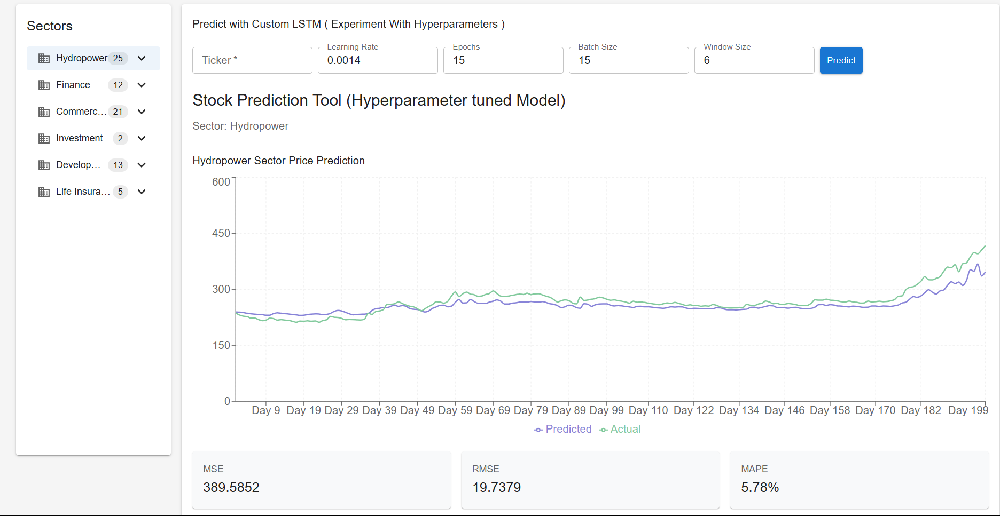 Sectors
Hydropower 25
Finance 12
Commerc... 21
Investment 2
Develop... 13
Life Insura... 5
Predict with Custom LSTM ( Experiment With Hyperparameters )
Ticker *
Learning Rate
0.0014
Epochs
15
Batch Size
15
Window Size
6
Predict
Stock Prediction Tool (Hyperparameter tuned Model)
Sector: Hydropower
Hydropower Sector Price Prediction
600
450
300
150
0
Day 9 Day 19 Day 29 Day 39 Day 49 Day 59 Day 69 Day 79 Day 89 Day 99 Day 110 Day 122 Day 134 Day 146 Day 158 Day 170 Day 182 Day 199
Predicted Actual
MSE
389.5852
RMSE
19.7379
MAPE
5.78%